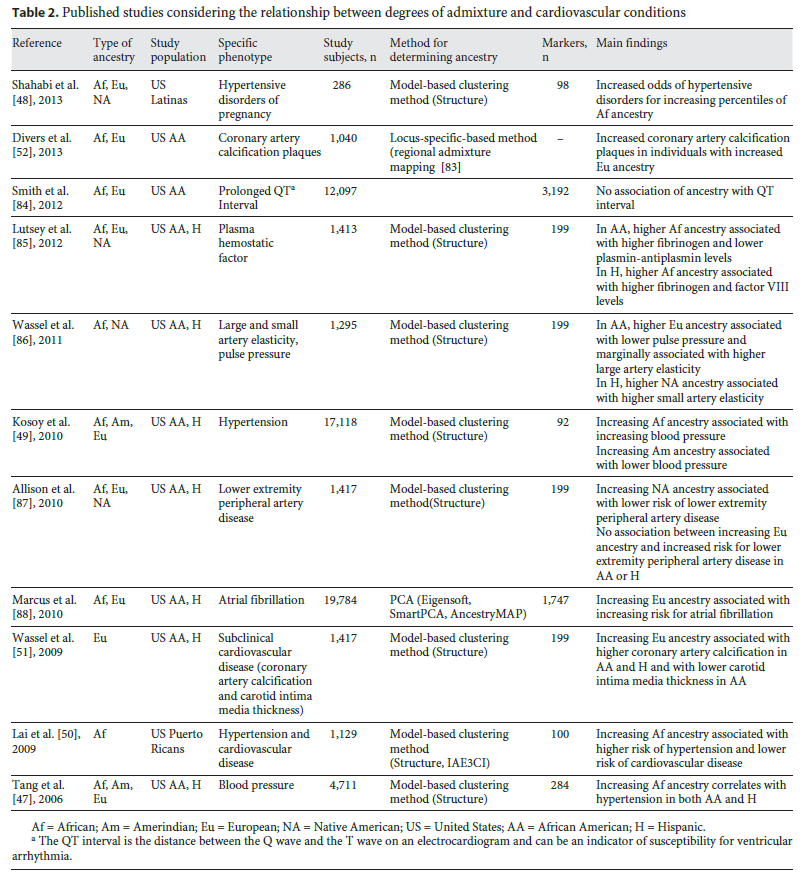 Table 2. Published studies considering the relationship between degrees of admixture and cardiovascular conditions
Reference Type of ancestry Study population Specific phenotype Study subjects, n Method for determining ancestry Markers, n Main findings
Shahabi et al. Af, Eu, US Hypertensive 286 Model-based clustering 98 Increased odds of hypertensive
[48], 2013 NA Latinas disorders of method (Structure) disorders for increasing percentiles of
pregnancy Af ancestry
Divers et al. Af, Eu US AA Coronary artery 1,040 Locus-specific-based method – Increased coronary artery calcification
[52], 2013 calcification plaques (regional admixture plaques in individuals with increased
mapping [83] Eu ancestry
Smith et al. Af, Eu US AA Prolonged QTa 12,097 3,192 No association of ancestry with QT
[84], 2012 Interval interval
Lutsey et al. Af, Eu, US AA, H Plasma 1,413 Model-based clustering 199 In AA, higher Af ancestry associated
[85], 2012 NA hemostatic method (Structure) with higher fibrinogen and lower
factor plasmin-antiplasmin levels
In H, higher Af ancestry associated
with higher fibrinogen and factor VIII
levels
Wassel et al. Af, NA US AA, H Large and small 1,295 Model-based clustering 199 In AA, higher Eu ancestry associated
[86], 2011 artery elasticity, method (Structure) with lower pulse pressure and
pulse pressure marginally associated with higher
large artery elasticity
In H, higher NA ancestry associated
with higher small artery elasticity
Kosoy et al. Af, Am, US AA, H Hypertension 17,118 Model-based clustering 92 Increasing Af ancestry associated with
[49], 2010 Eu method (Structure) increasing blood pressure
Increasing Am ancestry associated
with lower blood pressure
Allison et al. Af, Eu, US AA, H Lower extremity 1,417 Model-based clustering 199 Increasing NA ancestry associated
[87], 2010 NA peripheral artery method(Structure) with lower risk of lower extremity
disease peripheral artery disease
No association between increasing Eu
ancestry and increased risk for lower
extremity peripheral artery disease in
AA or H
Marcus et al. Af, Eu US AA, H Atrial fibrillation 19,784 PCA (Eigensoft, 1,747 Increasing Eu ancestry associated with
[88], 2010 SmartPCA, AncestryMAP) increasing risk for atrial fibrillation
Wassel et al. Eu US AA, H Subclinical 1,417 Model-based clustering 199 Increasing Eu ancestry associated with
[51], 2009 cardiovascular method (Structure) higher coronary artery calcification in
disease (coronary AA and H and with lower carotid
artery calcification intima media thickness in AA
and carotid intima
media thickness)
Lai et al. [50], Af US Puerto Hypertension and 1,129 Model-based clustering 100 Increasing Af ancestry associated with
2009 Ricans cardiovascular method higher risk of hypertension and lower
disease (Structure, IAE3CI) risk of cardiovascular disease
Tang et al. Af, Am, US AA, H Blood pressure 4,711 Model-based clustering 284 Increasing Af ancestry correlates with
[47], 2006 Eu method (Structure) hypertension in both AA and H
Af = African; Am = Amerindian; Eu = European; NA = Native American; US = United States; AA = African American; H = Hispanic.
a The QT interval is the distance between the Q wave and the T wave on an electrocardiogram and can be an indicator of susceptibility for ventricular
arrhythmia.